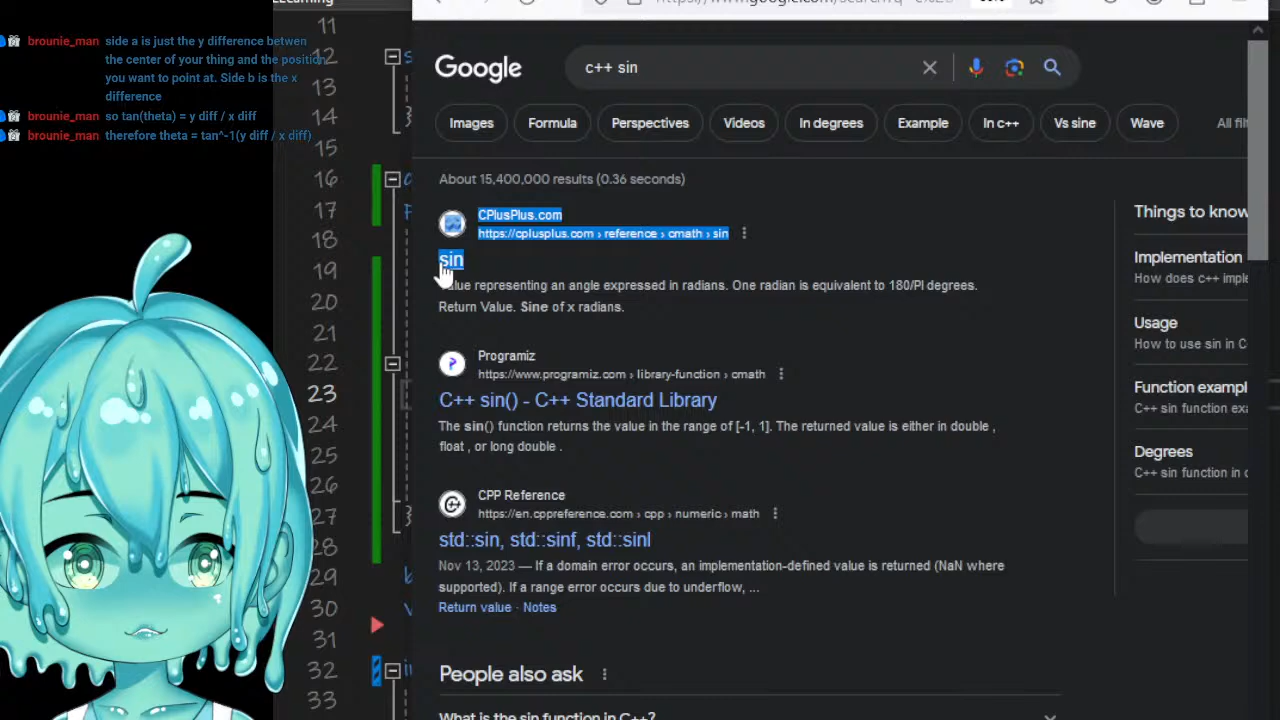 11
12
13
14
15
16
17
18
19
20
21
22
23
24
25
26
27
28
29
30
31
32
33
brounie_man side a is just the y difference betwen
the center of your thing and the position
you want to point at. Side b is the x
difference
brounie_man so tan(theta) = y diff / x diff
brounie_man therefore theta = tan^-1(y diff / x diff)
Google
c++ sin
Images Formula Perspectives Videos In degrees Example In c++ Vs sine Wave All
About 15,400,000 results (0.36 seconds)
CPlusPlus.com
https://cplusplus.com › reference › cmath › sin
sin
Value representing an angle expressed in radians. One radian is equivalent to 180/PI degrees.
Return Value. Sine of x radians.
Programiz
https://www.programiz.com › library-function › cmath
C++ sin() - C++ Standard Library
The sin() function returns the value in the range of [-1, 1]. The returned value is either in double ,
float , or long double .
CPP Reference
https://en.cppreference.com › cpp › numeric › math
std::sin, std::sinf, std::sinl
Nov 13, 2023 — If a domain error occurs, an implementation-defined value is returned (NaN where
supported). If a range error occurs due to underflow, ...
Return value · Notes
People also ask
What is the sin function in C++?
Things to know
Implementation
How does c++ imple
Usage
How to use sin in C
Function exampl
C++ sin function exa
Degrees
C++ sin function in